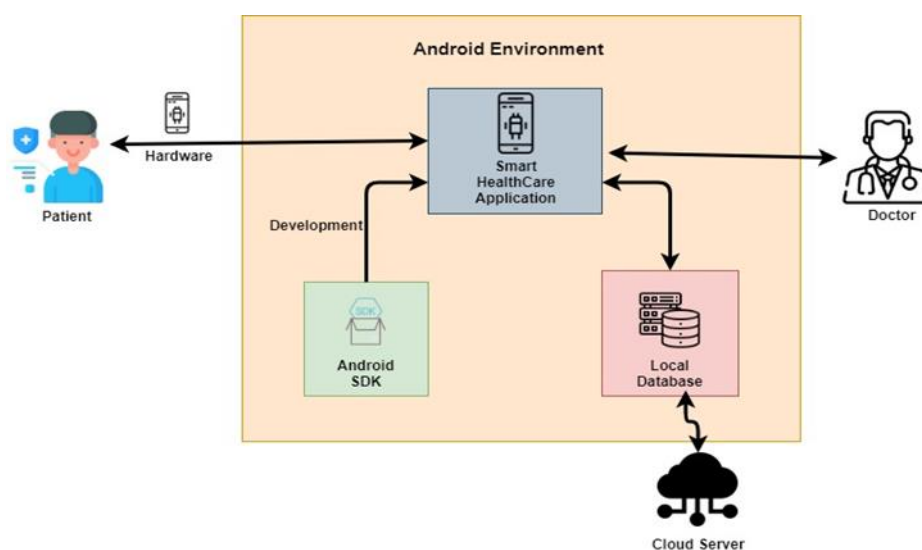 Android Environment
Hardware
Patient
Smart
HealthCare
Application
Doctor
Development
SDK
Android
SDK
Local
Database
Cloud Server